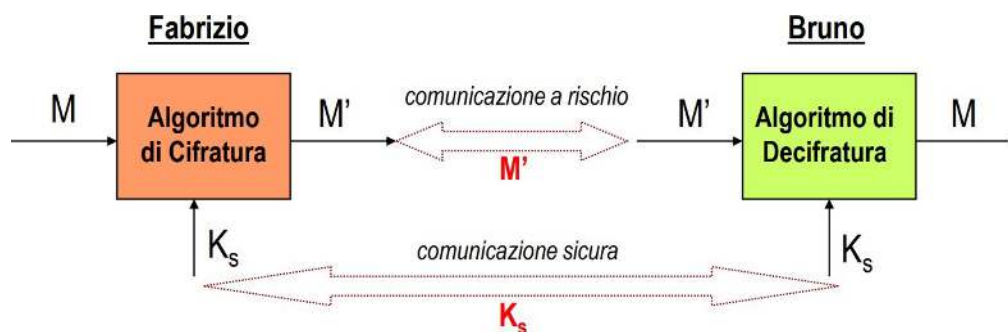 Fabrizio
Bruno
M
Algoritmo
di Cifratura
M’
comunicazione a rischio
M’
M’
Algoritmo di
Decifratura
M
Ks
comunicazione sicura
Ks
Ks